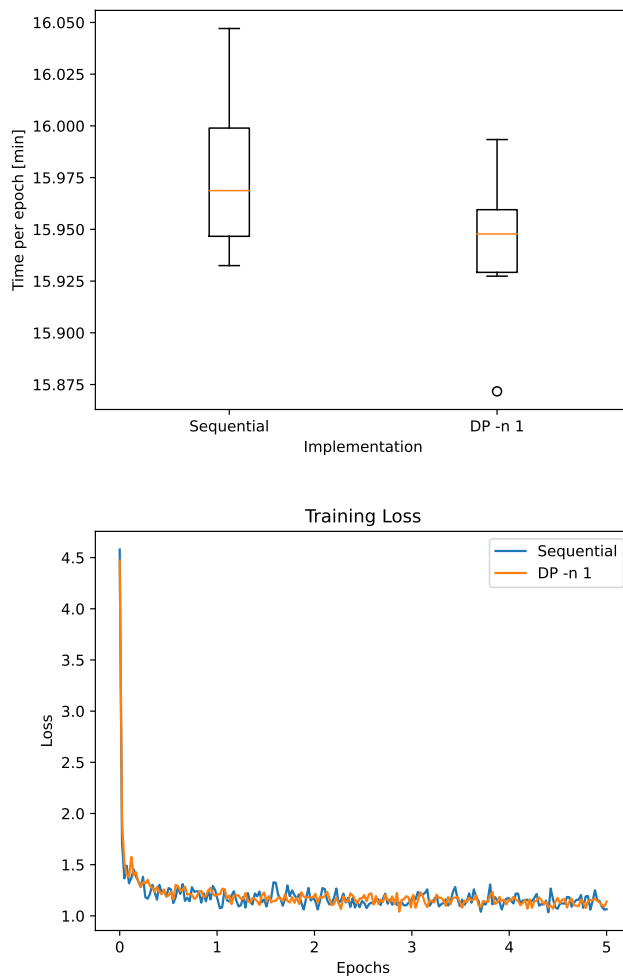 16.050
16.025
16.000
15.975
15.950
15.925
15.900
15.875
Time per epoch [min]
Sequential
DP -n 1
Implementation
Training Loss
4.5
4.0
3.5
3.0
2.5
2.0
1.5
1.0
Loss
Sequential
DP -n 1
0 1 2 3 4 5
Epochs